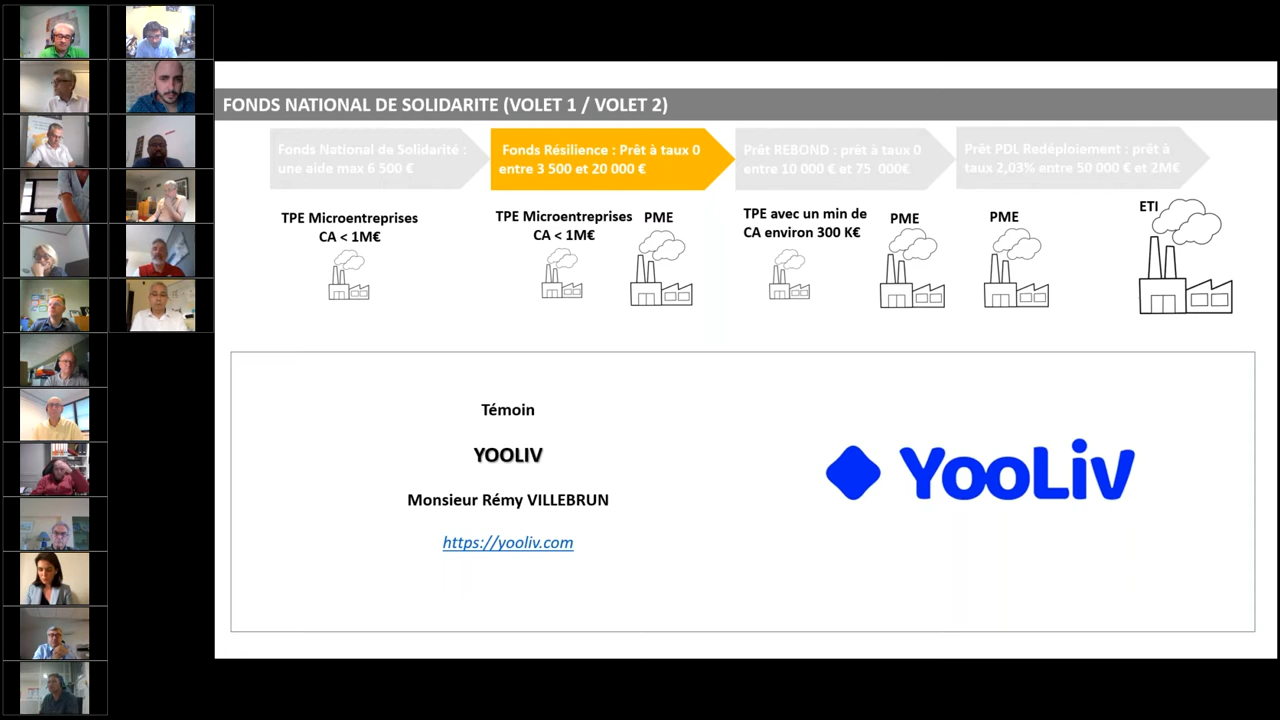 FONDS NATIONAL DE SOLIDARITE (VOLET 1 / VOLET 2)
Fonds National de Solidarité :
une aide max 6 500 €
Fonds Résilience : Prêt à taux 0
entre 3 500 et 20 000 €
Prêt REBOND : prêt à taux 0
entre 10 000 € et 75 000€
Prêt PDL Redéploiement : prêt à
taux 2,03% entre 50 000 € et 2M€
TPE Microentreprises
CA < 1M€
TPE Microentreprises
CA < 1M€
PME
TPE avec un min de
CA environ 300 K€
PME
PME
ETI
Témoin
YOOLIV
Monsieur Rémy VILLEBRUN
https://yooliv.com
YooLiv